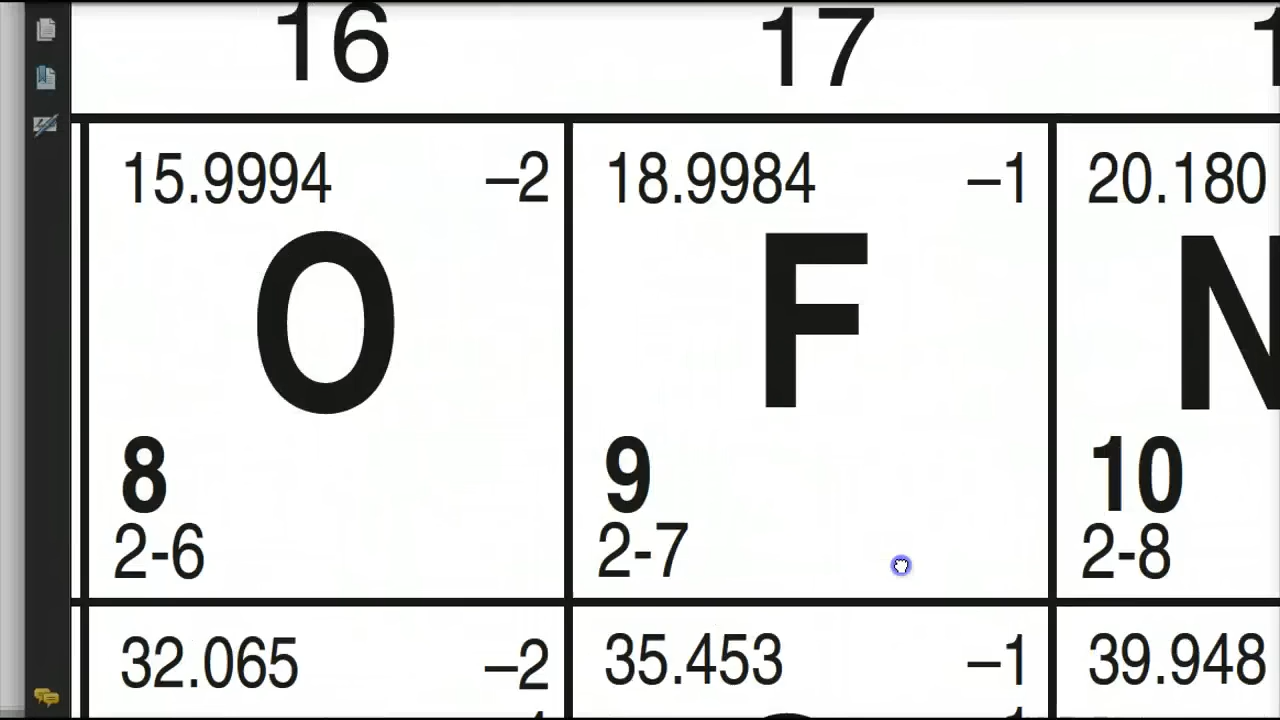 16 17
15.9994 –2 18.9984 –1 20.180
O F N
8 9 10
2-6 2-7 2-8
32.065 –2 35.453 –1 39.948